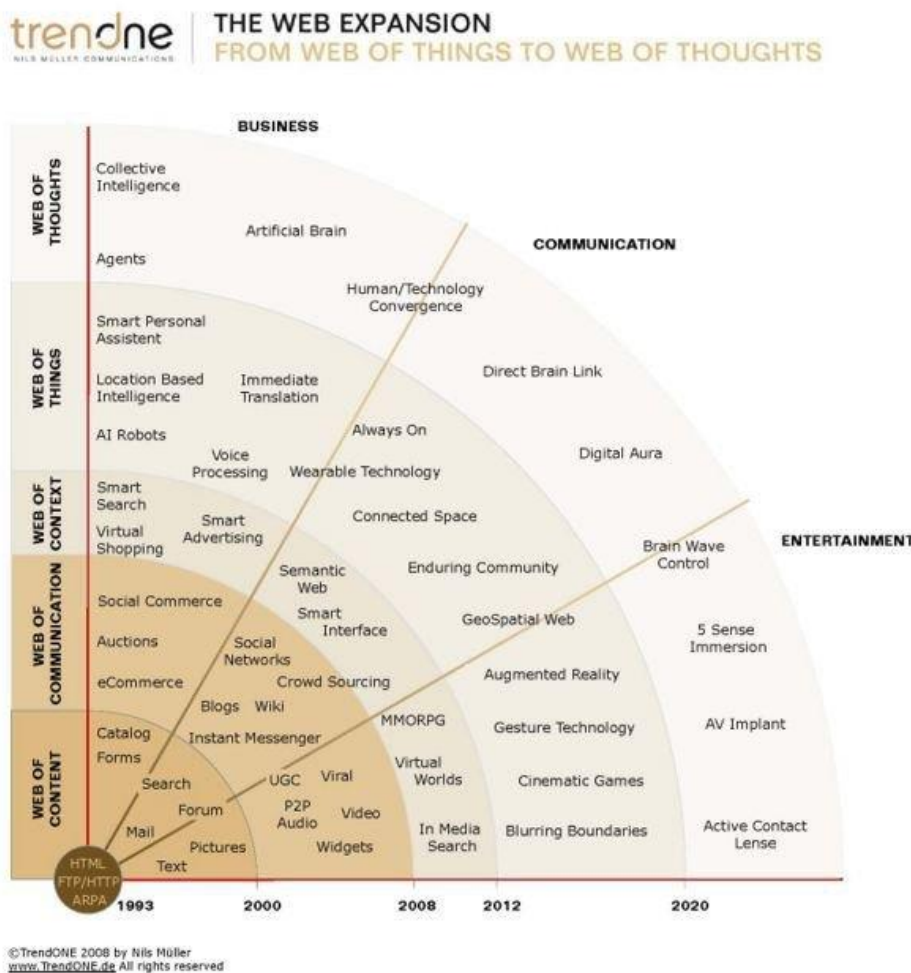 trendone
NILS MÜLLER COMMUNICATIONS
THE WEB EXPANSION
FROM WEB OF THINGS TO WEB OF THOUGHTS
BUSINESS
COMMUNICATION
ENTERTAINMENT
WEB OF
THOUGHTS
Collective
Intelligence
Artificial Brain
Agents
Human/Technology
Convergence
Direct Brain Link
Digital Aura
Brain Wave
Control
5 Sense
Immersion
AV Implant
Active Contact
Lense
WEB OF
THINGS
Smart Personal
Assistent
Location Based
Intelligence
Immediate
Translation
AI Robots
Voice
Processing
Always On
Wearable Technology
Connected Space
Enduring Community
GeoSpatial Web
Augmented Reality
Gesture Technology
Cinematic Games
Blurring Boundaries
WEB OF
CONTEXT
Smart
Search
Virtual
Shopping
Smart
Advertising
Semantic
Web
Smart
Interface
MMORPG
Virtual
Worlds
In Media
Search
WEB OF
COMMUNICATION
Social Commerce
Auctions
eCommerce
Social
Networks
Crowd Sourcing
Blogs
Wiki
Instant Messenger
UGC
Viral
P2P
Audio
Video
Widgets
WEB OF
CONTENT
Catalog
Forms
Search
Forum
Mail
Pictures
Text
HTML
FTP/HTTP
ARPA
1993
2000
2008
2012
2020
©TrendONE 2008 by Nils Müller
www.TrendONE.de All rights reserved